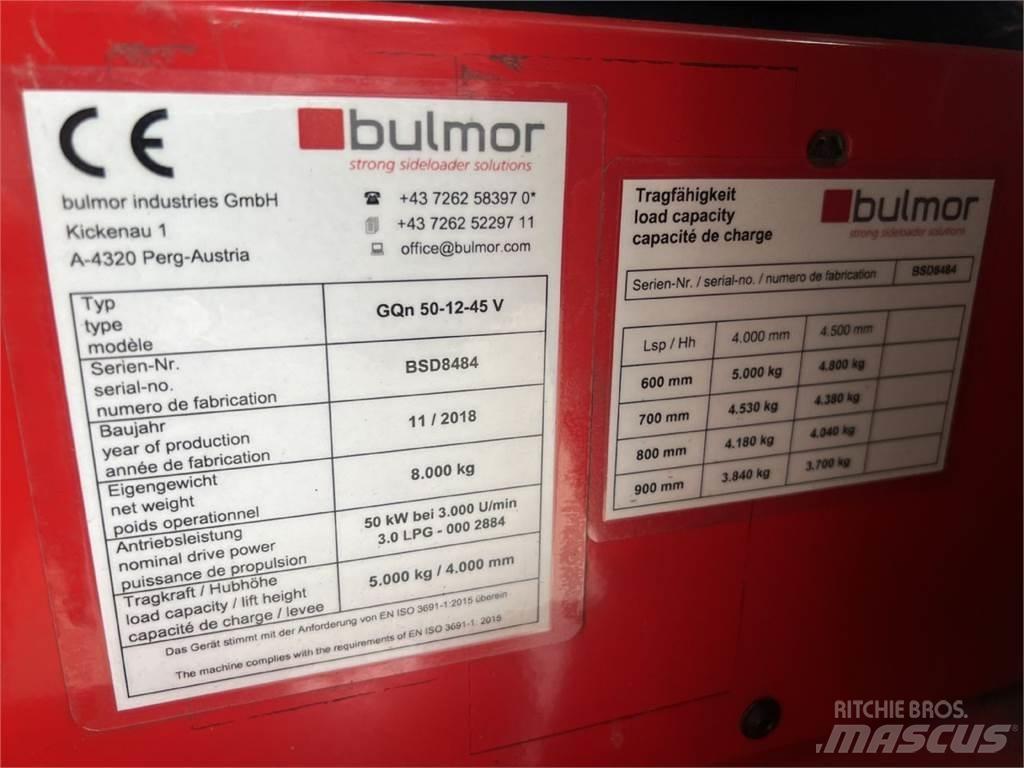 CE
bulmor
strong sideloader solutions
bulmor industries GmbH
Kickenau 1
A-4320 Perg-Austria
+43 7262 58397 0*
+43 7262 52297 11
office@bulmor.com
Typ
type
modèle
GQn 50-12-45 V
Serien-Nr.
serial-no.
numero de fabrication
BSD8484
Baujahr
year of production
année de fabrication
11 / 2018
Eigengewicht
net weight
poids operationnel
8.000 kg
Antriebsleistung
nominal drive power
puissance de propulsion
50 kW bei 3.000 U/min
3.0 LPG - 000 2884
Tragkraft / Hubhöhe
load capacity / lift height
capacité de charge / levee
5.000 kg / 4.000 mm
Das Gerät stimmt mit der Anforderung von EN ISO 3691-1:2015 überein
The machine complies with the requirements of EN ISO 3691-1: 2015
Tragfähigkeit
load capacity
capacité de charge
bulmor
strong sideloader solutions
Serien-Nr. / serial-no. / numero de fabrication BSD8484
Lsp / Hh 4.000 mm 4.500 mm
600 mm 5.000 kg 4.800 kg
700 mm 4.530 kg 4.380 kg
800 mm 4.180 kg 4.040 kg
900 mm 3.840 kg 3.700 kg
RITCHIE BROS.
MASCUS